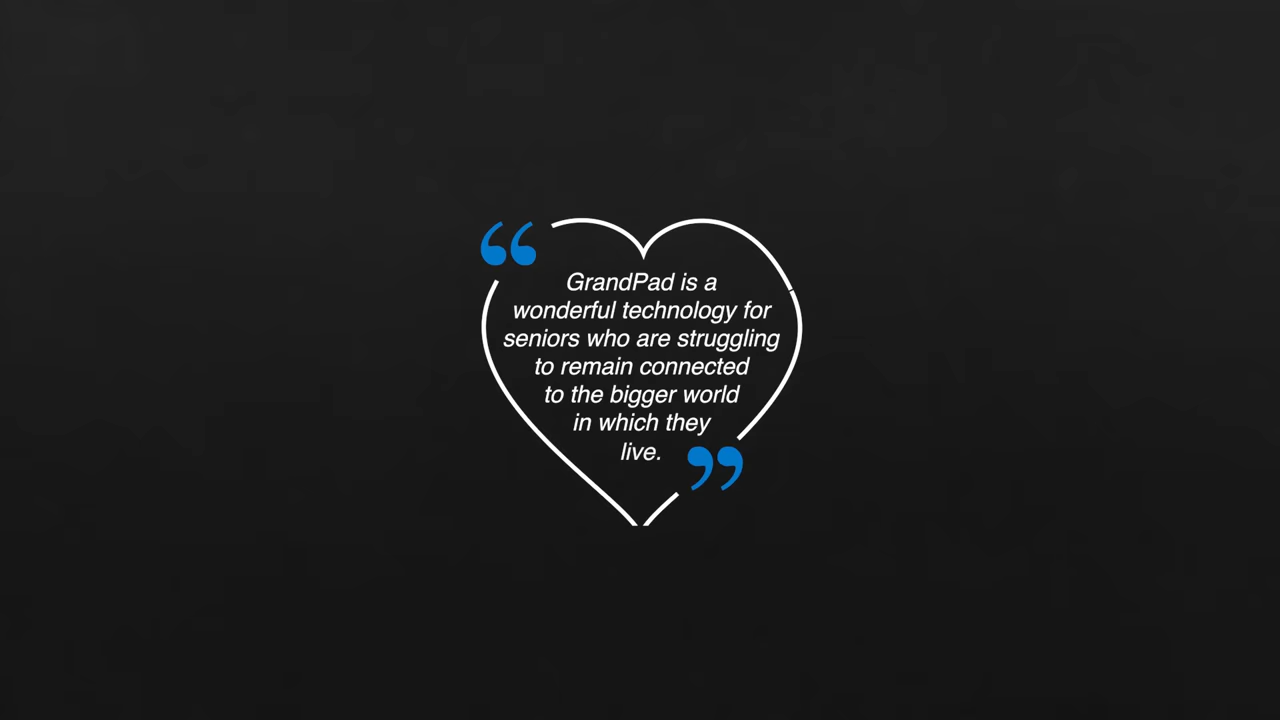 “
GrandPad is a
wonderful technology for
seniors who are struggling
to remain connected
to the bigger world
in which they
live. ”